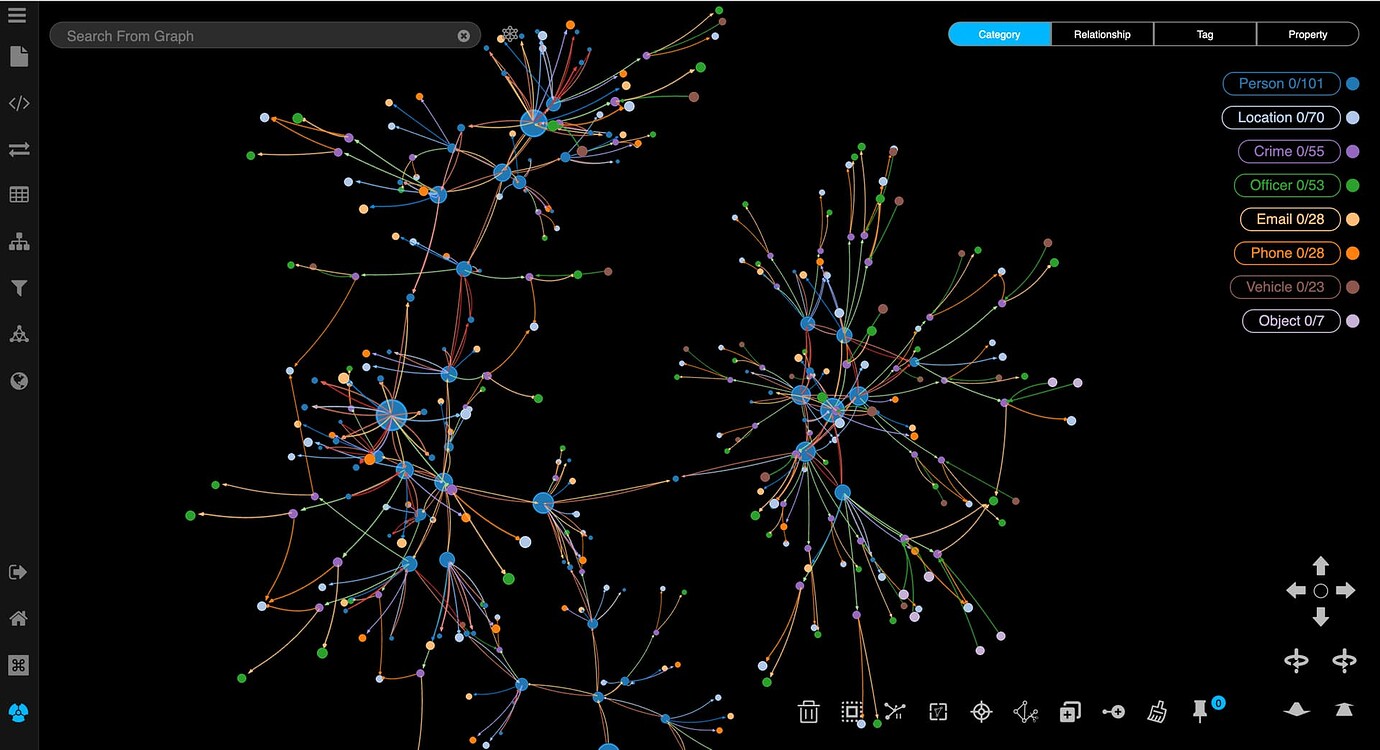 Search From Graph
Category
Relationship
Tag
Property
Person 0/101
Location 0/70
Crime 0/55
Officer 0/53
Email 0/28
Phone 0/28
Vehicle 0/23
Object 0/7
0